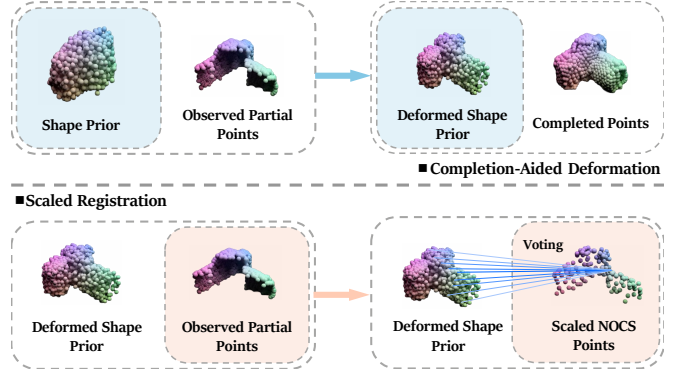 Shape Prior
Observed Partial
Points
Deformed Shape
Prior
Completed Points
■Completion-Aided Deformation
■Scaled Registration
Deformed Shape
Prior
Observed Partial
Points
Voting
Deformed Shape
Prior
Scaled NOCS
Points